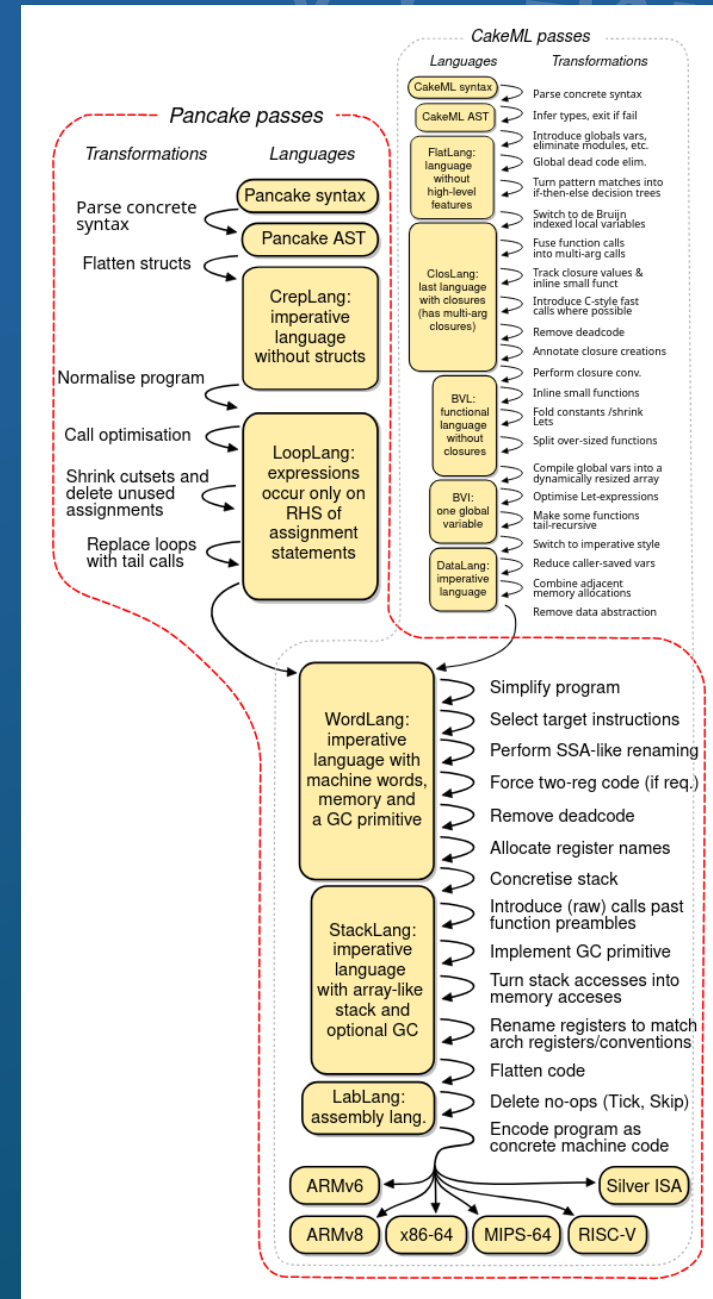 CakeML passes
Languages
Transformations
CakeML syntax
CakeML AST
FlatLang:
language
without
high-level
features
ClosLang:
last language
with closures
(has multi-arg
closures)
BVL:
functional
language
without
closures
BVI:
one global
variable
DataLang:
imperative
language
Parse concrete syntax
Infer types, exit if fail
Introduce globals vars,
eliminate modules, etc.
Global dead code elim.
Turn pattern matches into
if-then-else decision trees
Switch to de Bruijn
indexed local variables
Fuse function calls
into multi-arg calls
Track closure values &
inline small funct
Introduce C-style fast
calls where possible
Remove deadcode
Annotate closure creations
Perform closure conv.
Inline small functions
Fold constants /shrink
Lets
Split over-sized functions
Compile global vars into a
dynamically resized array
Optimise Let-expressions
Make some functions
tail-recursive
Switch to imperative style
Reduce caller-saved vars
Combine adjacent
memory allocations
Remove data abstraction
Pancake passes
Transformations
Languages
Parse concrete
syntax
Flatten structs
Normalise program
Call optimisation
Shrink cutsets and
delete unused
assignments
Replace loops
with tail calls
Pancake syntax
Pancake AST
CrepLang:
imperative
language
without structs
LoopLang:
expressions
occur only on
RHS of
assignment
statements
WordLang:
imperative
language with
machine words,
memory and
a GC primitive
StackLang:
imperative
language
with array-like
stack and
optional GC
LabLang:
assembly lang.
Simplify program
Select target instructions
Perform SSA-like renaming
Force two-reg code (if req.)
Remove deadcode
Allocate register names
Concretise stack
Introduce (raw) calls past
function preambles
Implement GC primitive
Turn stack accesses into
memory acceses
Rename registers to match
arch registers/conventions
Flatten code
Delete no-ops (Tick, Skip)
Encode program as
concrete machine code
ARMv6
Silver ISA
ARMv8
x86-64
MIPS-64
RISC-V